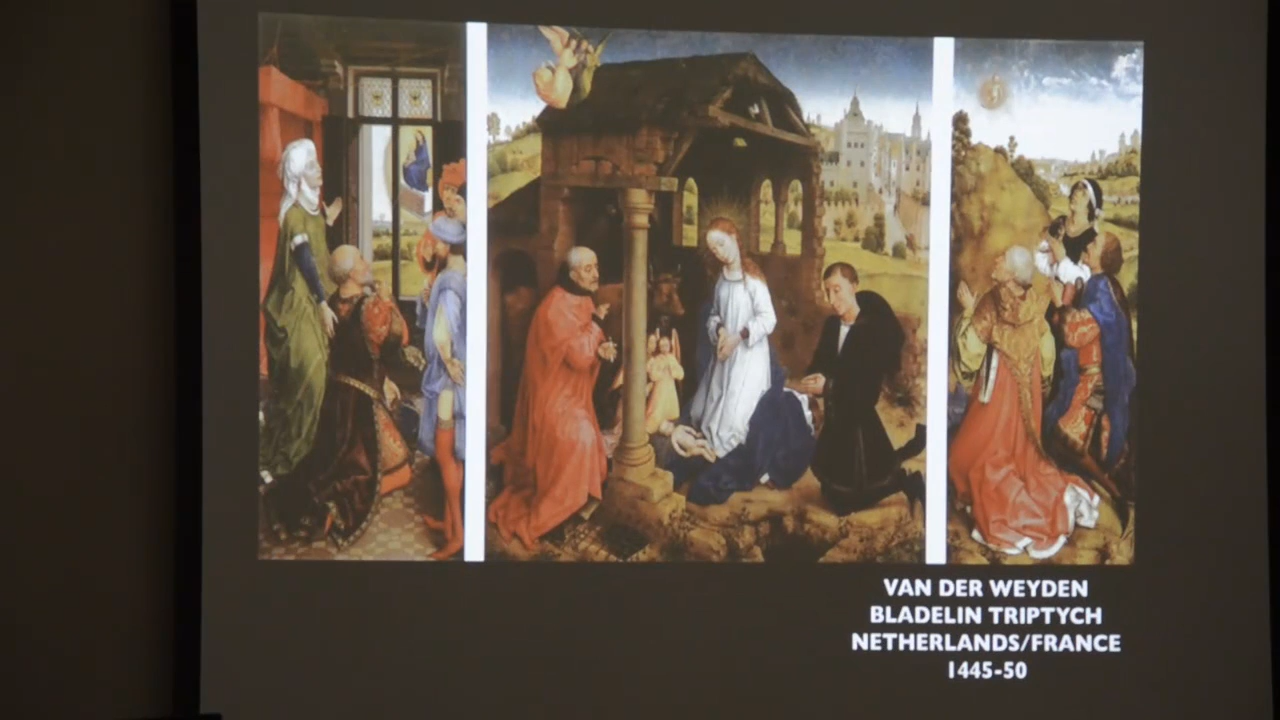 VAN DER WEYDEN
BLADELIN TRIPTYCH
NETHERLANDS/FRANCE
1445-50